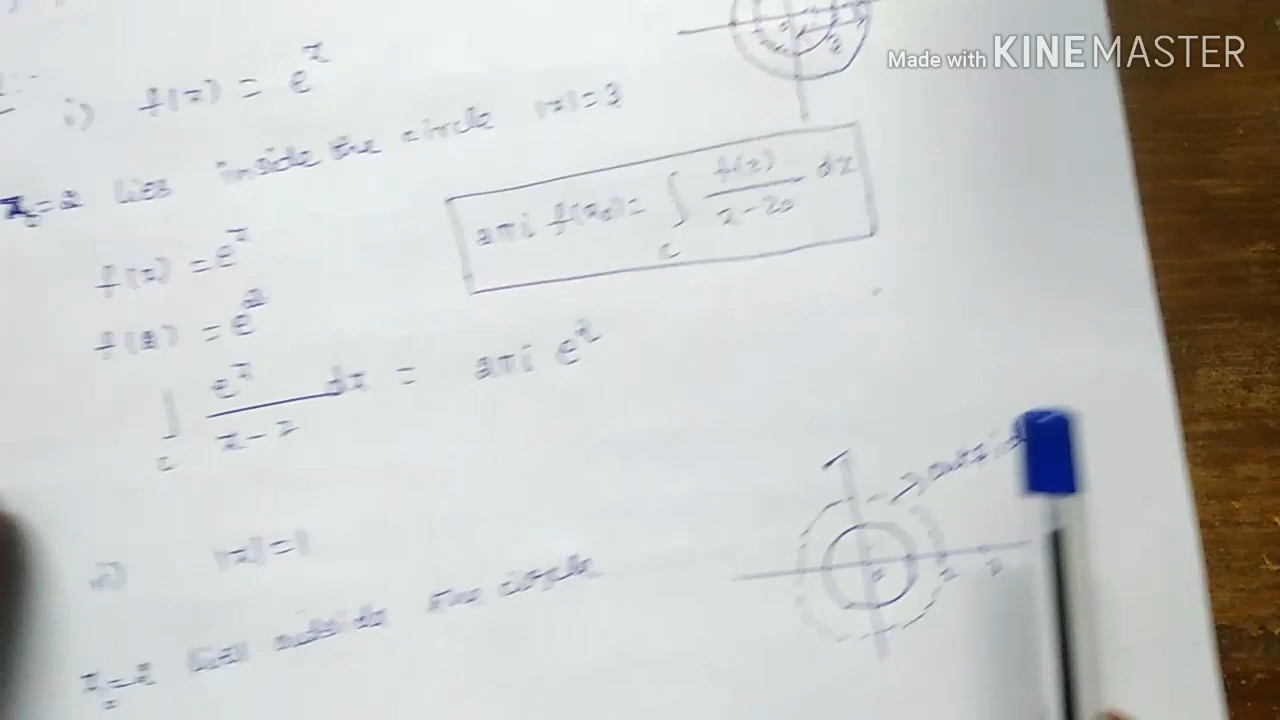 Made with KINEMASTER
i) f(z) = e^z
z₀=2 lies inside the circle |z|=3
2πi f(z₀) = ∫_C f(z)/(z-z₀) dz
f(z) = e^z
f(2) = e^2
∫_C e^z/(z-2) dz = 2πi e^2
ii) |z|=1
z₀=2 lies outside the circle